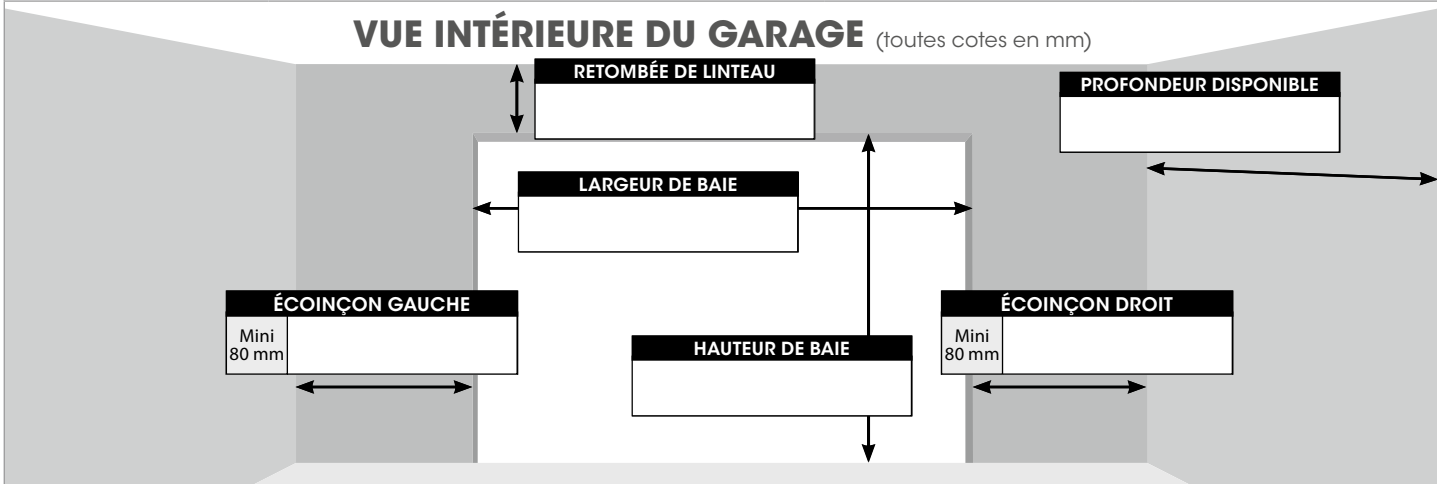 VUE INTÉRIEURE DU GARAGE (toutes cotes en mm)
RETOMBÉE DE LINTEAU
PROFONDEUR DISPONIBLE
LARGEUR DE BAIE
ÉCOINÇON GAUCHE
Mini
80 mm
ÉCOINÇON DROIT
Mini
80 mm
HAUTEUR DE BAIE